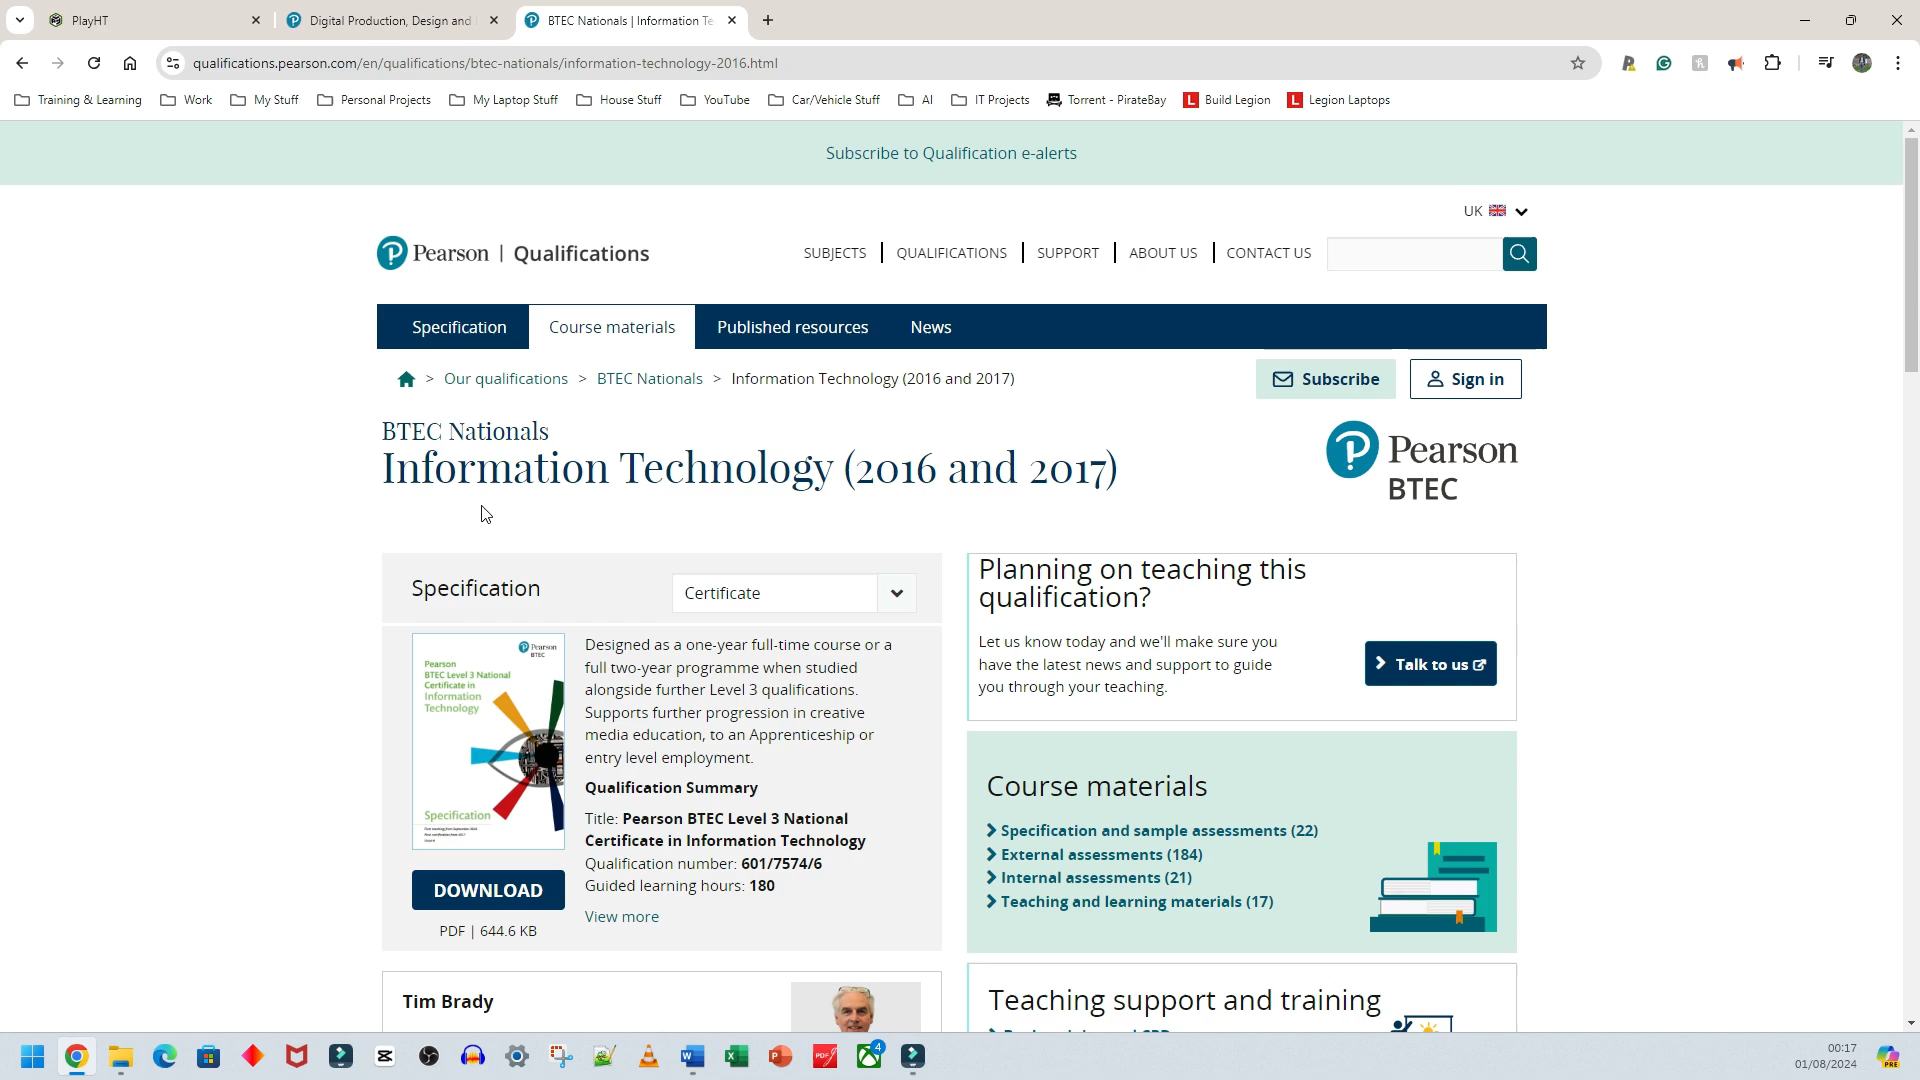 PlayHT
Digital Production, Design and
BTEC Nationals | Information Te
qualifications.pearson.com/en/qualifications/btec-nationals/information-technology-2016.html
Training & Learning
Work
My Stuff
Personal Projects
My Laptop Stuff
House Stuff
YouTube
Car/Vehicle Stuff
AI
IT Projects
Torrent - PirateBay
Build Legion
Legion Laptops
Subscribe to Qualification e-alerts
UK
Pearson | Qualifications
SUBJECTS
QUALIFICATIONS
SUPPORT
ABOUT US
CONTACT US
Specification
Course materials
Published resources
News
> Our qualifications > BTEC Nationals > Information Technology (2016 and 2017)
Subscribe
Sign in
BTEC Nationals
Information Technology (2016 and 2017)
Pearson
BTEC
Specification
Certificate
Pearson
BTEC
Pearson
BTEC Level 3 National
Certificate in
Information
Technology
Specification
Designed as a one-year full-time course or a
full two-year programme when studied
alongside further Level 3 qualifications.
Supports further progression in creative
media education, to an Apprenticeship or
entry level employment.
Qualification Summary
Title: Pearson BTEC Level 3 National
Certificate in Information Technology
Qualification number: 601/7574/6
Guided learning hours: 180
View more
DOWNLOAD
PDF | 644.6 KB
Planning on teaching this
qualification?
Let us know today and we'll make sure you
have the latest news and support to guide
you through your teaching.
Talk to us
Course materials
Specification and sample assessments (22)
External assessments (184)
Internal assessments (21)
Teaching and learning materials (17)
Tim Brady
Teaching support and training
4
00:17
01/08/2024
PRE